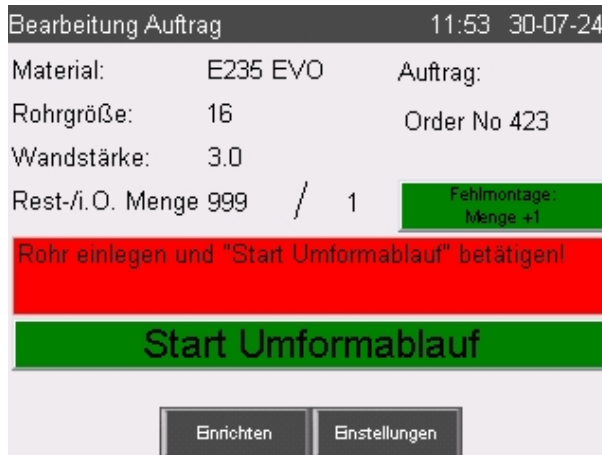 Bearbeitung Auftrag 11:53 30-07-24
Material: E235 EVO Auftrag:
Rohrgröße: 16 Order No 423
Wandstärke: 3.0
Rest-/i.O. Menge 999 / 1 Fehlmontage:
Menge +1
Rohr einlegen und "Start Umformablauf" betätigen!
Start Umformablauf
Einrichten Einstellungen